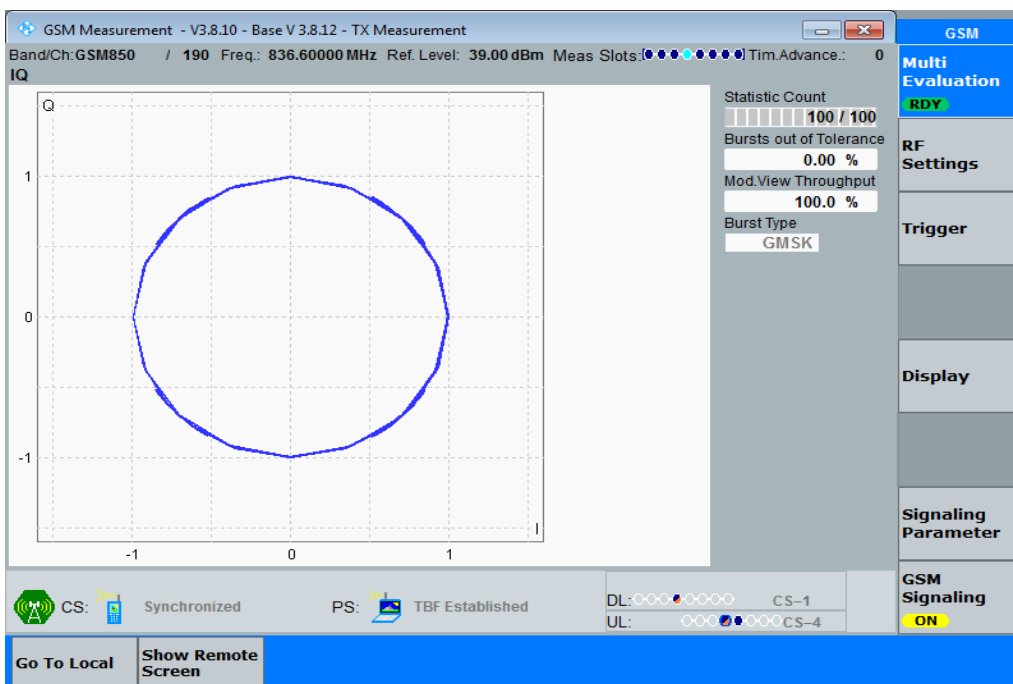 GSM Measurement - V3.8.10 - Base V 3.8.12 - TX Measurement
GSM
Band/Ch: GSM850 / 190 Freq.: 836.60000 MHz Ref. Level: 39.00 dBm Meas Slots: Tim.Advance.: 0
IQ
Multi
Evaluation
RDY
RF
Settings
Trigger
Display
Signaling
Parameter
GSM
Signaling
ON
Q
1
0
-1
I
-1 0 1
Statistic Count
100 / 100
Bursts out of Tolerance
0.00 %
Mod.View Throughput
100.0 %
Burst Type
GMSK
CS: Synchronized PS: TBF Established
DL: CS-1
UL: CS-4
Go To Local
Show Remote
Screen